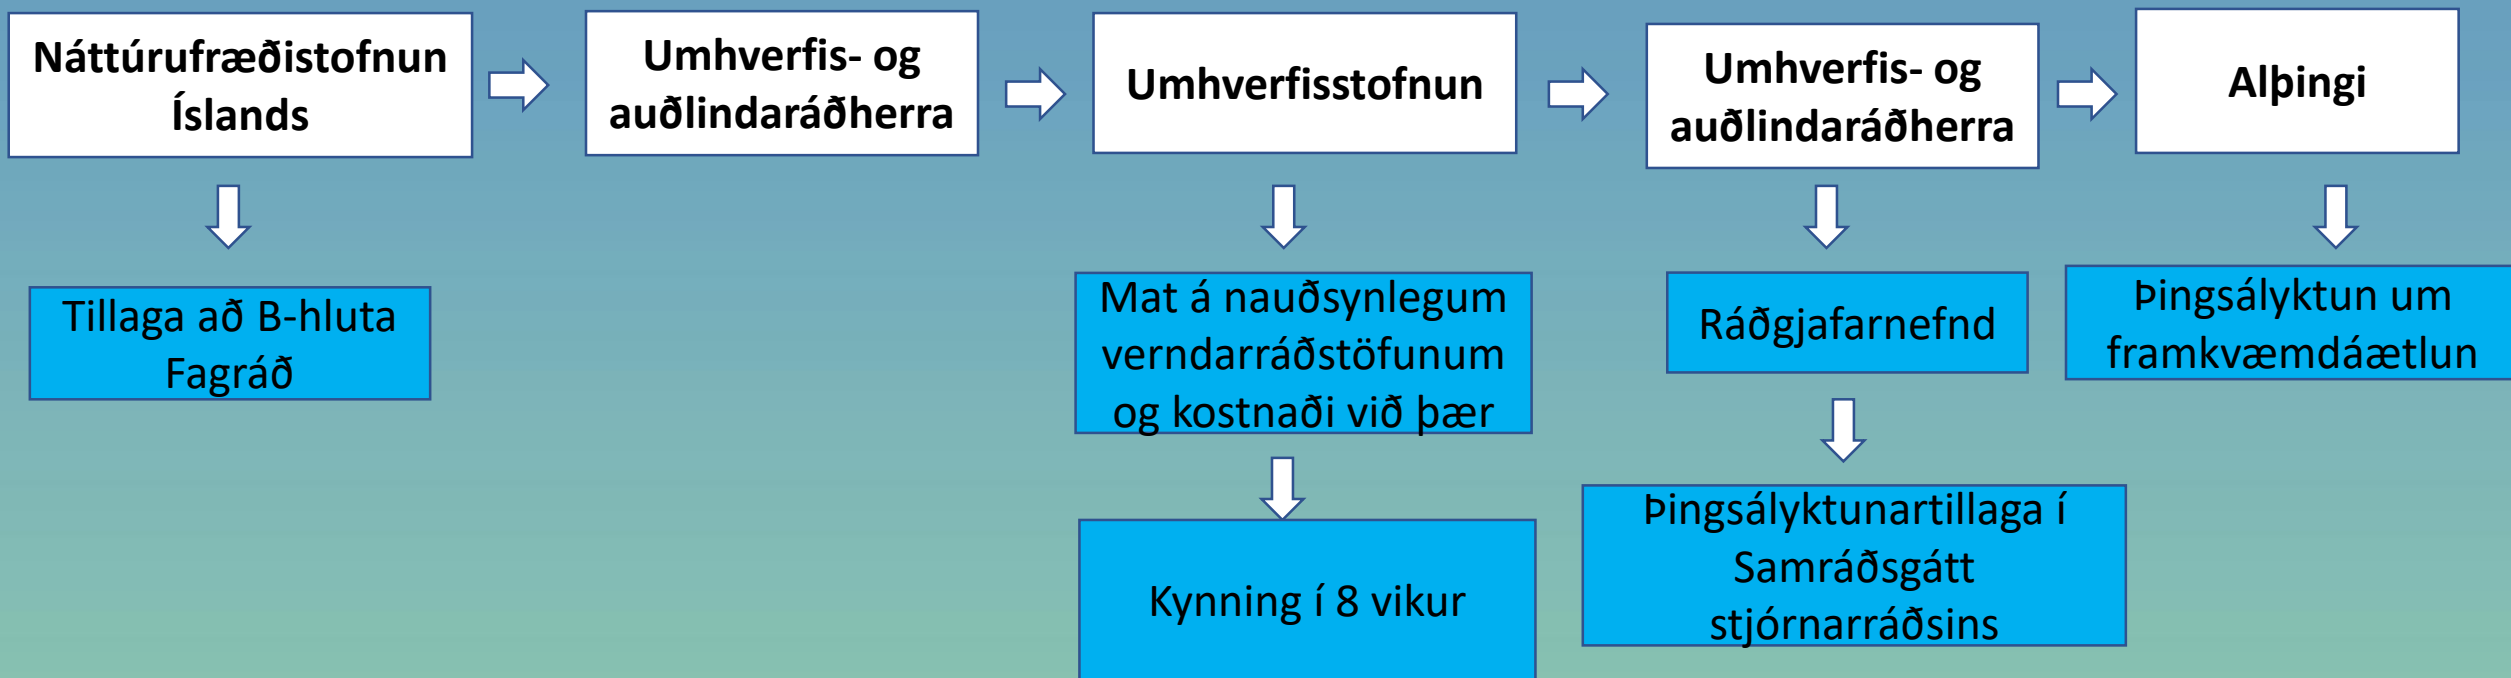 Náttúrufræðistofnun
Íslands
Umhverfis- og
auðlindaráðherra
Umhverfisstofnun
Umhverfis- og
auðlindaráðherra
Alþingi
Tillaga að B-hluta
Fagráð
Mat á nauðsynlegum
verndarráðstöfunum
og kostnaði við þær
Kynning í 8 vikur
Ráðgjafarnefnd
Þingsályktunartillaga í
Samráðsgátt
stjórnarráðsins
Þingsályktun um
framkvæmdáætlun